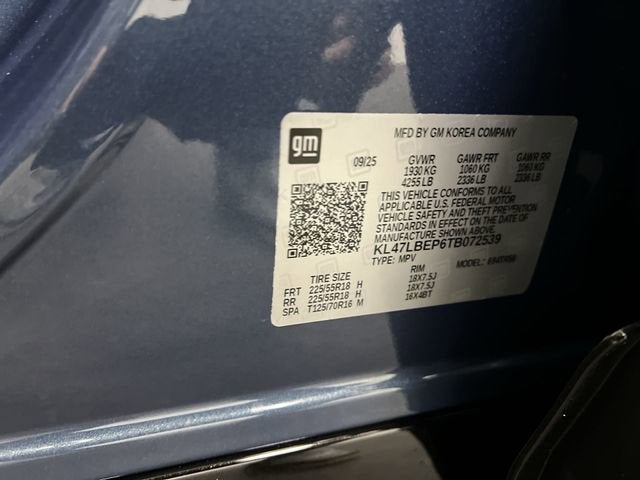 gm
MFD BY GM KOREA COMPANY
09/25 GVWR GAWR FRT GAWR RR
1930 KG 1060 KG 1060 KG
4255 LB 2336 LB 2336 LB
THIS VEHICLE CONFORMS TO ALL
APPLICABLE U.S. FEDERAL MOTOR
VEHICLE SAFETY AND THEFT PREVENTION
STANDARDS IN EFFECT ON THE DATE OF
MANUFACTURE SHOWN ABOVE.
KL47LBEP6TB072539
TYPE: MPV MODEL:
TIRE SIZE RIM
FRT 225/55R18 H 18X7.5J
RR 225/55R18 H 18X7.5J
SPA T125/70R16 M 16X4BT